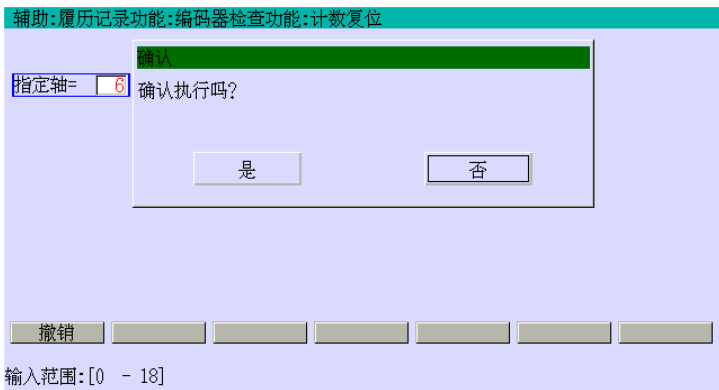 辅助:履历记录功能:编码器检查功能:计数复位
确认
指定轴= 6
确认执行吗?
是 否
撤销
输入范围:[0 - 18]